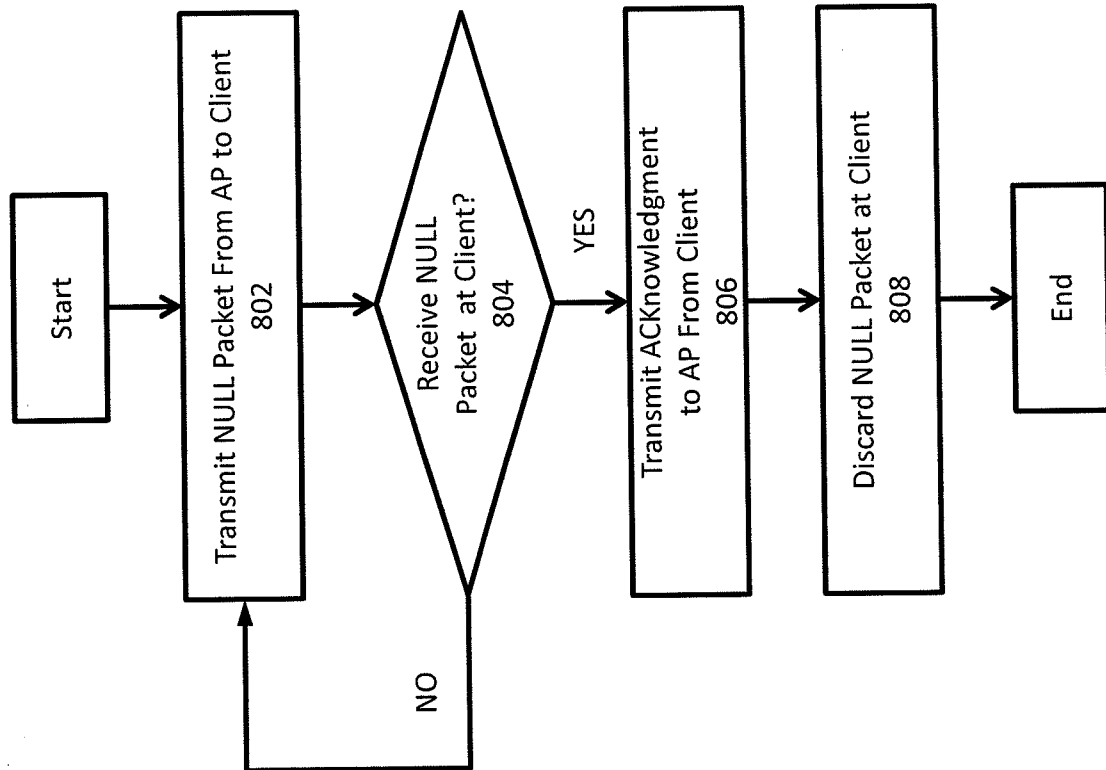 Start
Transmit NULL Packet From AP to Client
802
Receive NULL
Packet at Client?
804
NO
YES
Transmit ACKnowledgment
to AP From Client
806
Discard NULL Packet at Client
808
End